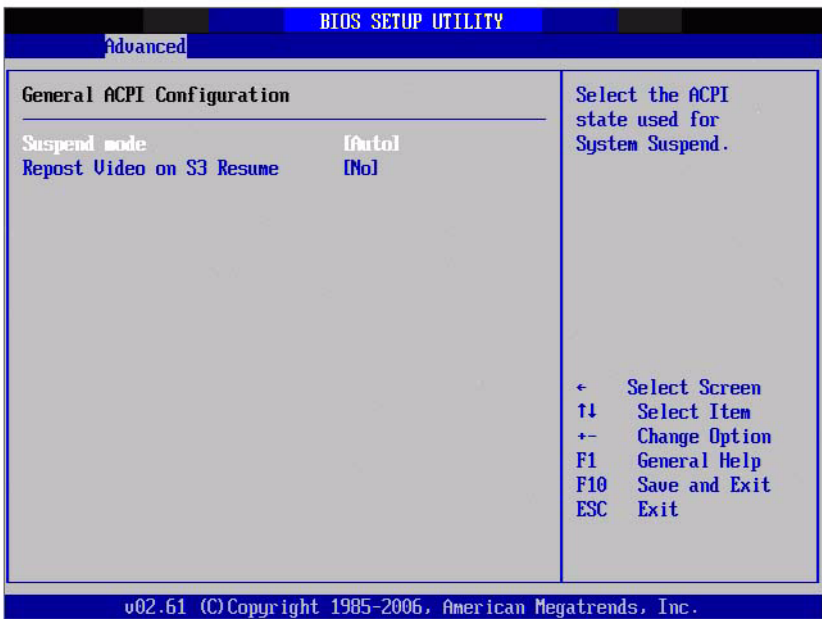 BIOS SETUP UTILITY
Advanced
General ACPI Configuration
Suspend mode [Auto]
Repost Video on S3 Resume [No]
Select the ACPI
state used for
System Suspend.
← Select Screen
↑↓ Select Item
+- Change Option
F1 General Help
F10 Save and Exit
ESC Exit
v02.61 (C)Copyright 1985-2006, American Megatrends, Inc.